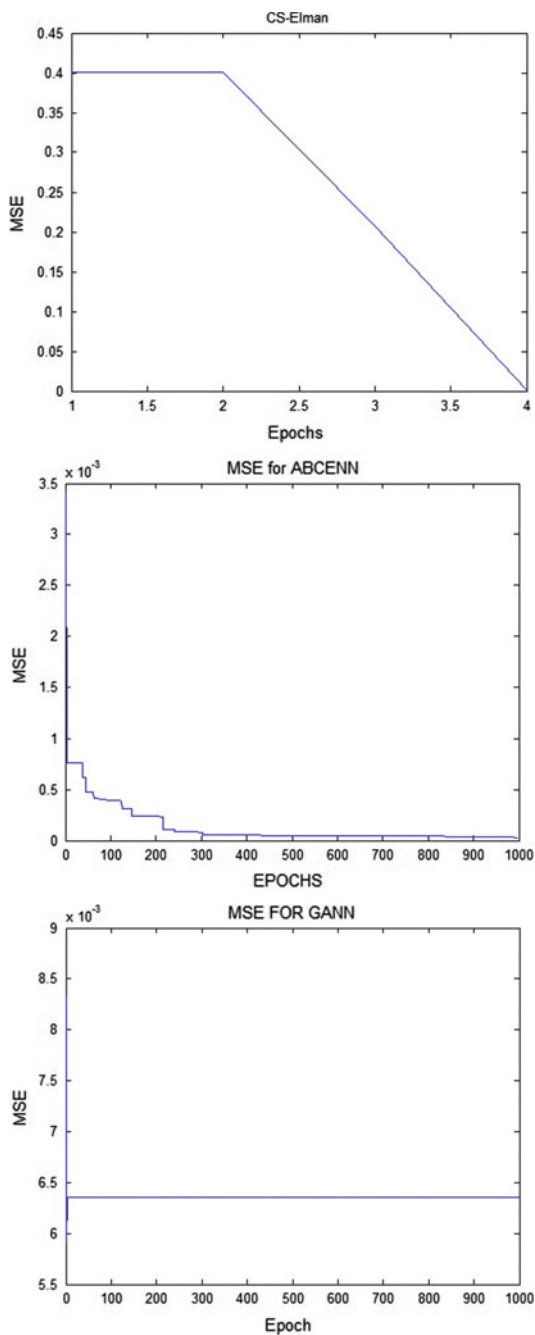 CS-Elman
0.45
0.4
0.35
0.3
0.25
0.2
0.15
0.1
0.05
0
MSE
1 1.5 2 2.5 3 3.5 4
Epochs
x 10⁻³
MSE for ABCENN
3.5
3
2.5
2
1.5
1
0.5
0
MSE
0 100 200 300 400 500 600 700 800 900 1000
EPOCHS
x 10⁻³
MSE FOR GANN
9
8.5
8
7.5
7
6.5
6
5.5
MSE
0 100 200 300 400 500 600 700 800 900 1000
Epoch